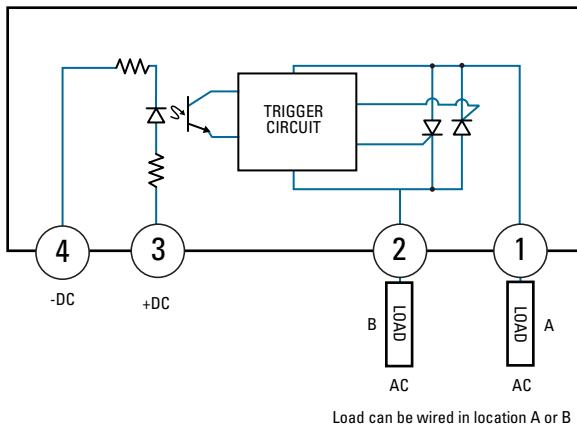 TRIGGER
CIRCUIT
4
3
2
1
-DC
+DC
B
LOAD
LOAD
A
AC
AC
Load can be wired in location A or B